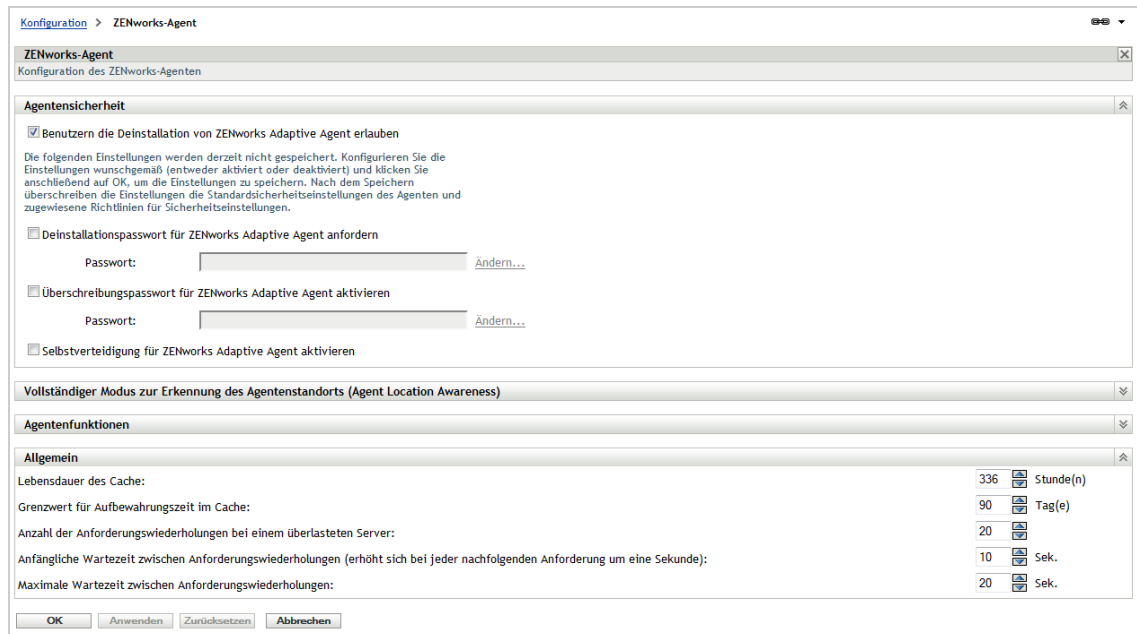 Konfiguration > ZENworks-Agent
ZENworks-Agent
Konfiguration des ZENworks-Agenten
Agentensicherheit
Benutzern die Deinstallation von ZENworks Adaptive Agent erlauben
Die folgenden Einstellungen werden derzeit nicht gespeichert. Konfigurieren Sie die
Einstellungen wunschgemäß (entweder aktiviert oder deaktiviert) und klicken Sie
anschließend auf OK, um die Einstellungen zu speichern. Nach dem Speichern
überschreiben die Einstellungen die Standardsicherheitseinstellungen des Agenten und
zugewiesene Richtlinien für Sicherheitseinstellungen.
Deinstallationspasswort für ZENworks Adaptive Agent anfordern
Passwort: Ändern...
Überschreibungspasswort für ZENworks Adaptive Agent aktivieren
Passwort: Ändern...
Selbstverteidigung für ZENworks Adaptive Agent aktivieren
Vollständiger Modus zur Erkennung des Agentenstandorts (Agent Location Awareness)
Agentenfunktionen
Allgemein
Lebensdauer des Cache: 336 Stunde(n)
Grenzwert für Aufbewahrungszeit im Cache: 90 Tag(e)
Anzahl der Anforderungswiederholungen bei einem überlasteten Server: 20
Anfängliche Wartezeit zwischen Anforderungswiederholungen (erhöht sich bei jeder nachfolgenden Anforderung um eine Sekunde): 10 Sek.
Maximale Wartezeit zwischen Anforderungswiederholungen: 20 Sek.
OK Anwenden Zurücksetzen Abbrechen